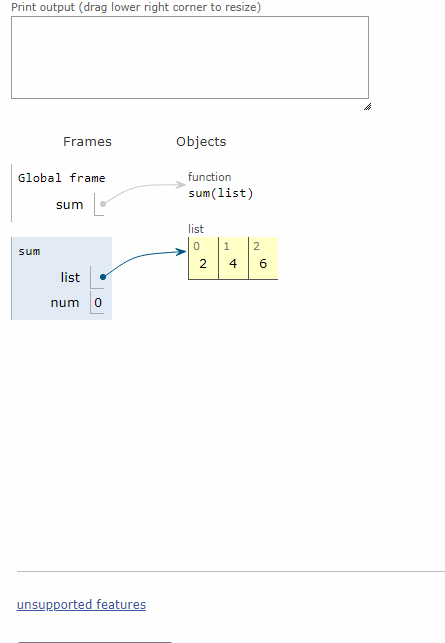 Print output (drag lower right corner to resize)
Frames Objects
Global frame
sum
function
sum(list)
sum
list
num 0
list
0 1 2
2 4 6
unsupported features